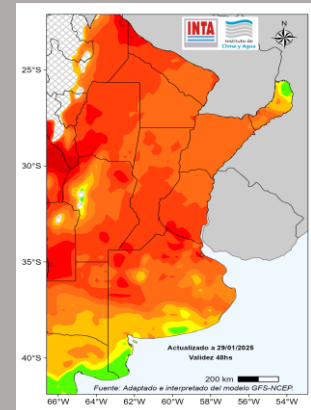 INTA
Instituto de
Clima y Agua
N
25°S
30°S
35°S
40°S
Actualizado a 29/01/2025
Validez 48hs
200 km
Fuente: Adaptado e interpretado del modelo GFS-NCEP.
66°W 64°W 62°W 60°W 58°W 56°W 54°W